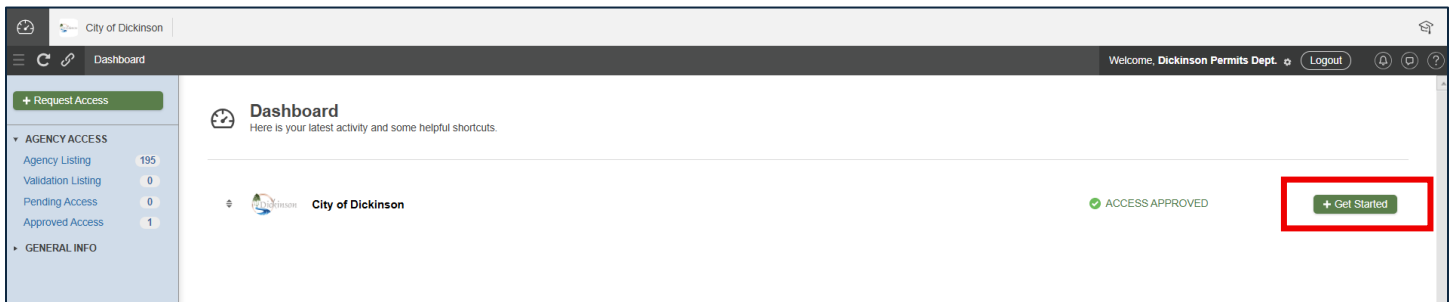 City of Dickinson
Dashboard
Welcome, Dickinson Permits Dept. Logout ?
+ Request Access
AGENCY ACCESS
Agency Listing 195
Validation Listing 0
Pending Access 0
Approved Access 1
GENERAL INFO
Dashboard
Here is your latest activity and some helpful shortcuts.
Dickinson City of Dickinson ACCESS APPROVED + Get Started